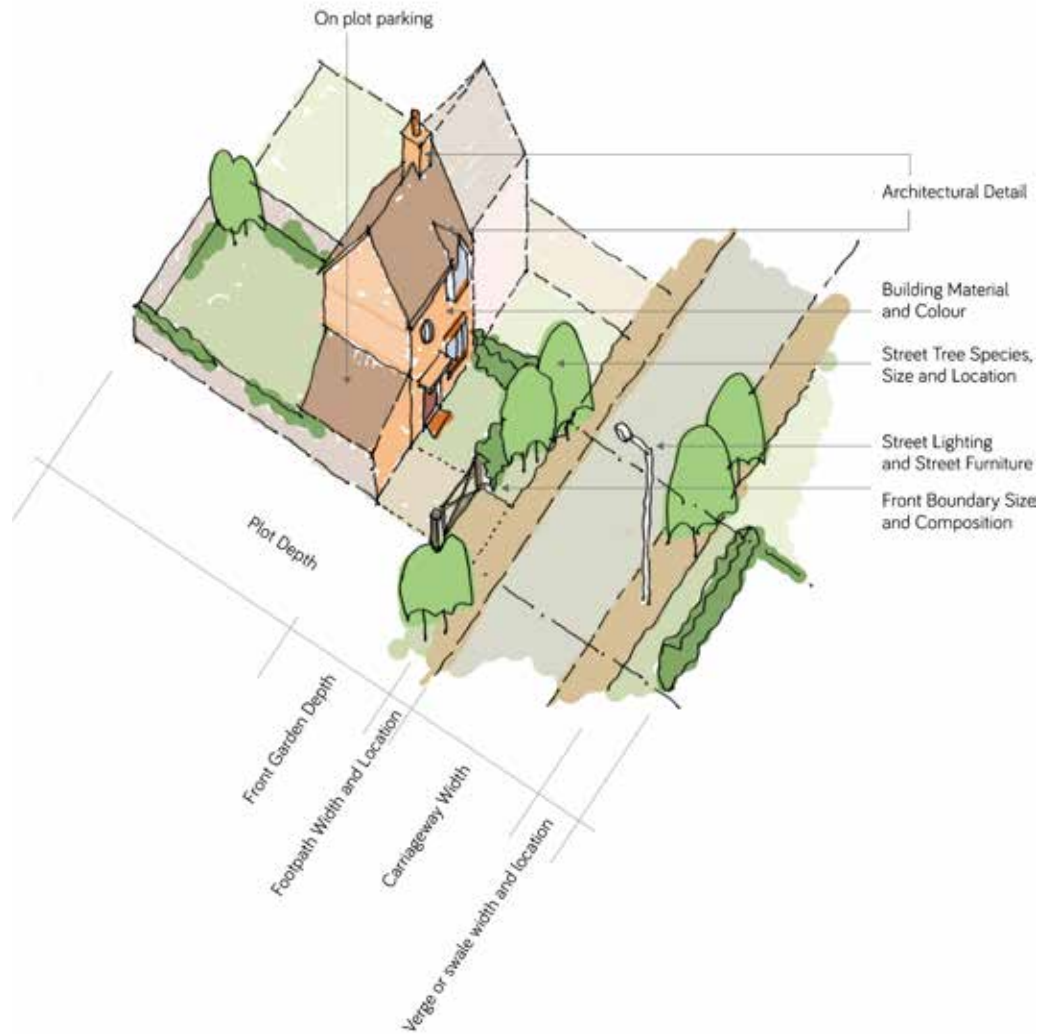 On plot parking
Architectural Detail
Building Material
and Colour
Street Tree Species,
Size and Location
Street Lighting
and Street Furniture
Front Boundary Size
and Composition
Plot Depth
Front Garden Depth
Footpath Width and Location
Carriageway Width
Verge or swale width and location